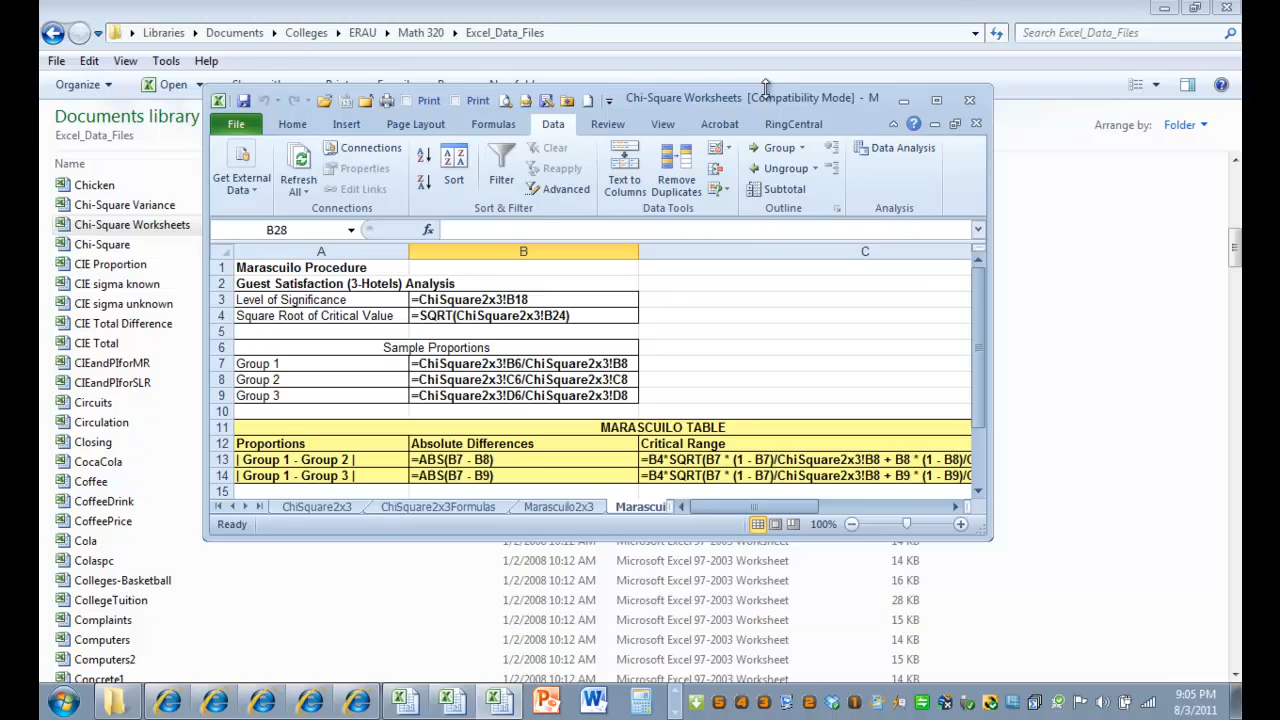 Libraries Documents Colleges ERAU Math 320 Excel_Data_Files
Search Excel_Data_Files
File Edit View Tools Help
Organize Open
Documents library
Excel_Data_Files
Arrange by: Folder
Name
Chicken
Chi-Square Variance
Chi-Square Worksheets
Chi-Square
CIE Proportion
CIE sigma known
CIE sigma unknown
CIE Total Difference
CIE Total
CIEandPIforMR
CIEandPIforSLR
Circuits
Circulation
Closing
CocaCola
Coffee
CoffeeDrink
CoffeePrice
Cola
Colaspc 1/2/2008 10:12 AM Microsoft Excel 97-2003 Worksheet 14 KB
Colleges-Basketball 1/2/2008 10:12 AM Microsoft Excel 97-2003 Worksheet 16 KB
CollegeTuition 1/2/2008 10:12 AM Microsoft Excel 97-2003 Worksheet 28 KB
Complaints 1/2/2008 10:12 AM Microsoft Excel 97-2003 Worksheet 15 KB
Computers 1/2/2008 10:12 AM Microsoft Excel 97-2003 Worksheet 14 KB
Computers2 1/2/2008 10:12 AM Microsoft Excel 97-2003 Worksheet 15 KB
Concrete1
Print Print Chi-Square Worksheets [Compatibility Mode] - M
File Home Insert Page Layout Formulas Data Review View Acrobat RingCentral
Get External Data
Refresh All
Connections
Properties
Edit Links
Connections
Sort
Filter
Clear
Reapply
Advanced
Sort & Filter
Text to Columns
Remove Duplicates
Data Tools
Group
Ungroup
Subtotal
Outline
Data Analysis
Analysis
B28 fx
A B C
1 Marascuilo Procedure
2 Guest Satisfaction (3-Hotels) Analysis
3 Level of Significance =ChiSquare2x3!B18
4 Square Root of Critical Value =SQRT(ChiSquare2x3!B24)
5
6 Sample Proportions
7 Group 1 =ChiSquare2x3!B6/ChiSquare2x3!B8
8 Group 2 =ChiSquare2x3!C6/ChiSquare2x3!C8
9 Group 3 =ChiSquare2x3!D6/ChiSquare2x3!D8
10
11 MARASCUILO TABLE
12 Proportions Absolute Differences Critical Range
13 | Group 1 - Group 2 | =ABS(B7 - B8) =B4*SQRT(B7 * (1 - B7)/ChiSquare2x3!B8 + B8 * (1 - B8)/C
14 | Group 1 - Group 3 | =ABS(B7 - B9) =B4*SQRT(B7 * (1 - B7)/ChiSquare2x3!B8 + B9 * (1 - B9)/C
15
ChiSquare2x3 ChiSquare2x3Formulas Marascuilo2x3 Marascui
Ready 100%
9:05 PM
8/3/2011